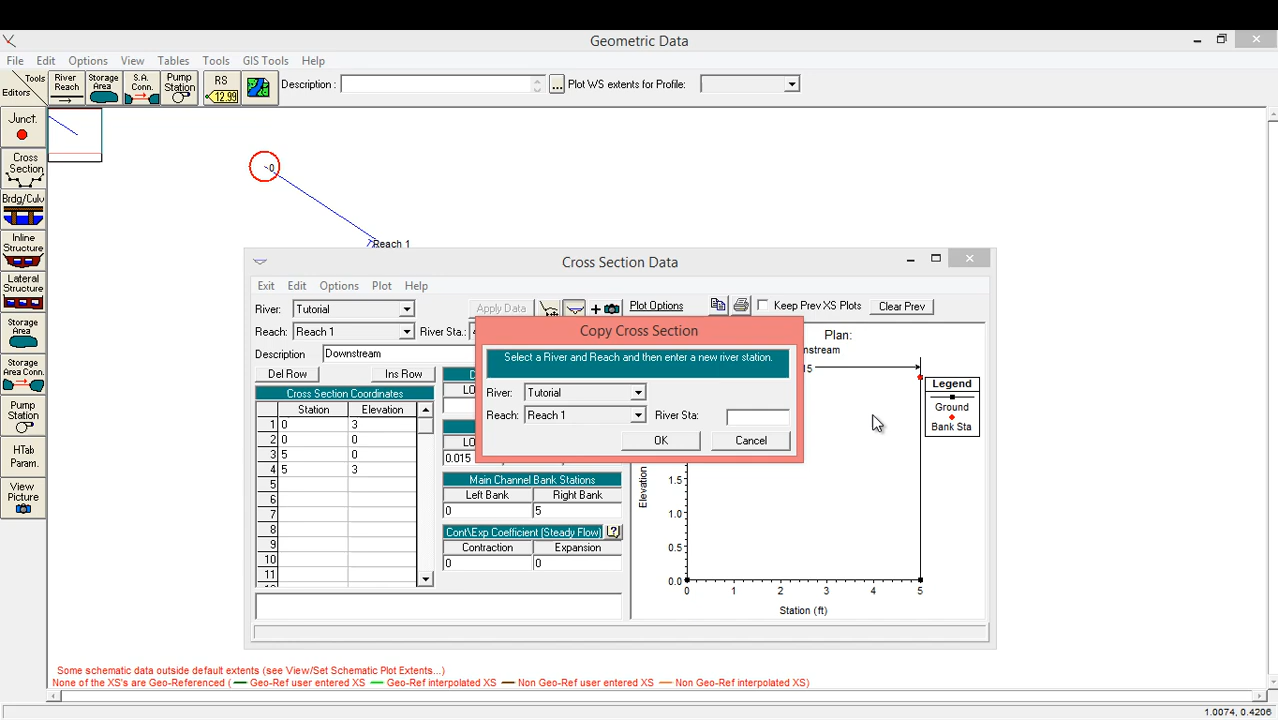 Geometric Data
File Edit Options View Tables Tools GIS Tools Help
Tools
Editors
River
Reach
Storage
Area
S.A.
Conn.
Pump
Station
RS
12.99
Description :
...
Plot WS extents for Profile:
Junct.
Cross
Section
Brdg/Culv
Inline
Structure
Lateral
Structure
Storage
Area
Storage
Area Conn.
Pump
Station
HTab
Param.
View
Picture
0
Reach 1
Cross Section Data
Exit Edit Options Plot Help
River: Tutorial
Apply Data
Plot Options
Keep Prev XS Plots
Clear Prev
Reach: Reach 1
River Sta.:
Description Downstream
Del Row
Ins Row
Cross Section Coordinates
Station Elevation
1 0 3
2 0 0
3 5 0
4 5 3
5
6
7
8
9
10
11
LO
LO
0.015
Main Channel Bank Stations
Left Bank Right Bank
0 5
Cont\Exp Coefficient (Steady Flow)
Contraction Expansion
0 0
Copy Cross Section
Select a River and Reach and then enter a new river station.
River: Tutorial
Reach: Reach 1
River Sta:
OK
Cancel
Plan:
nstream
15
Legend
Ground
Bank Sta
Elevation
1.5
1.0
0.5
0.0
0 1 2 3 4 5
Station (ft)
Some schematic data outside default extents (see View/Set Schematic Plot Extents...)
None of the XS's are Geo-Referenced ( Geo-Ref user entered XS Geo-Ref interpolated XS Non Geo-Ref user entered XS Non Geo-Ref interpolated XS)
1.0074, 0.4206